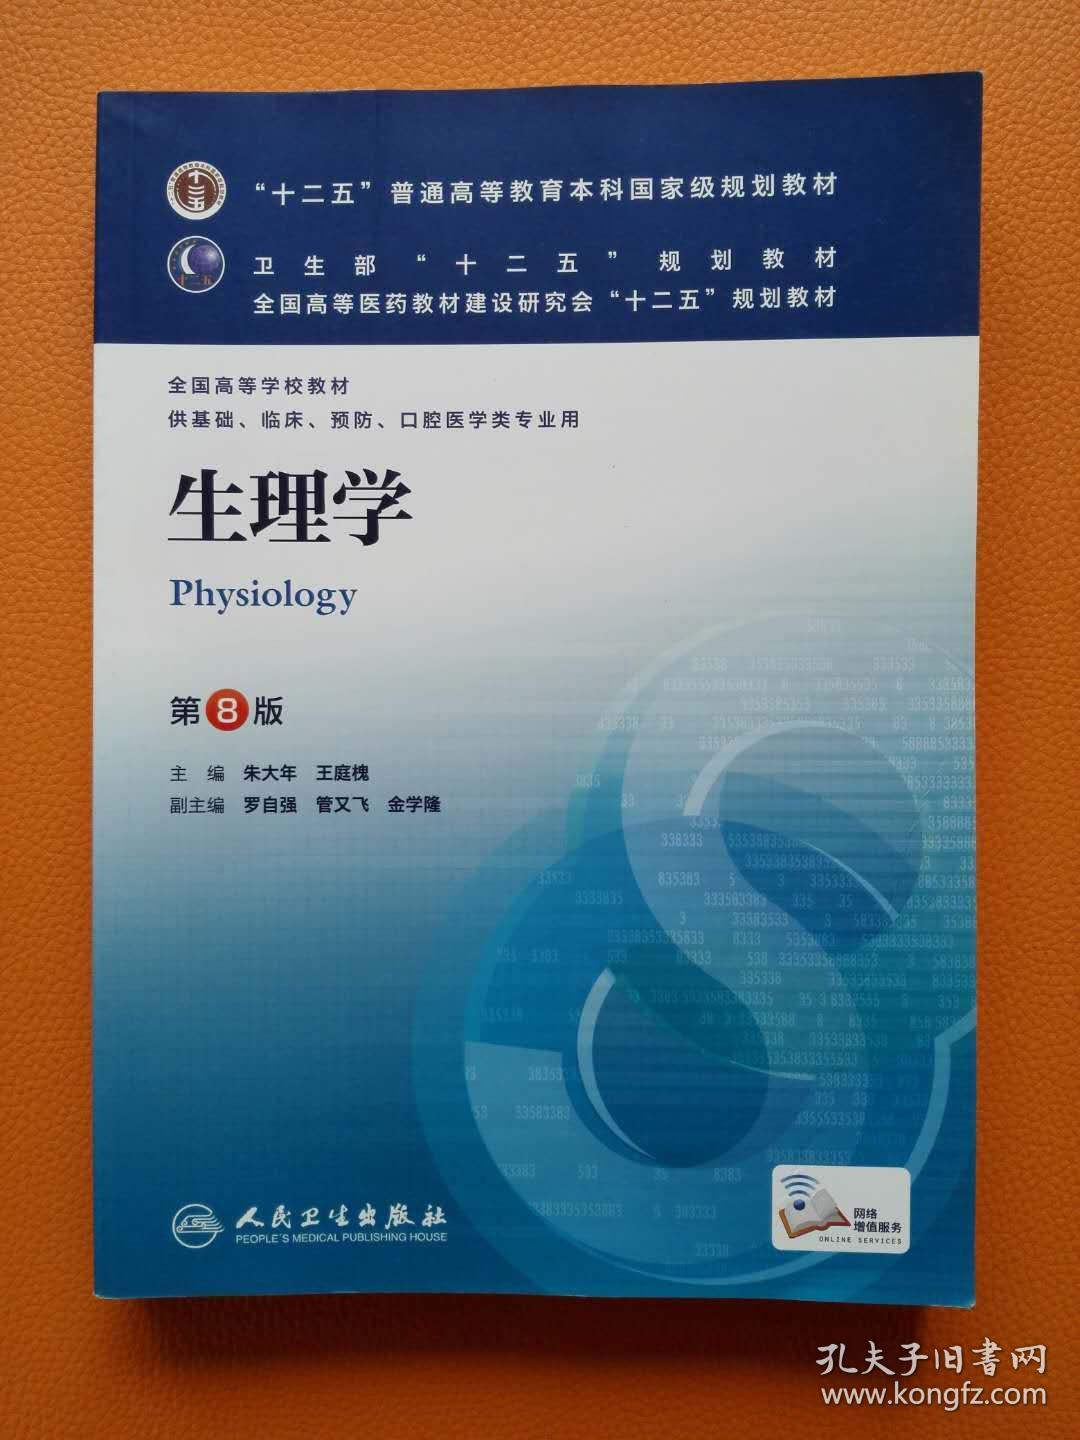 “十二五”普通高等教育本科国家级规划教材
十二五
卫生部“十二五”规划教材
全国高等医药教材建设研究会“十二五”规划教材
全国高等学校教材
供基础、临床、预防、口腔医学类专业用
生理学
Physiology
第8版
主 编 朱大年 王庭槐
副主编 罗自强 管又飞 金学隆
人民卫生出版社
PEOPLE'S MEDICAL PUBLISHING HOUSE
网络
增值服务
ONLINE SERVICES
孔夫子旧书网
www.kongfz.com